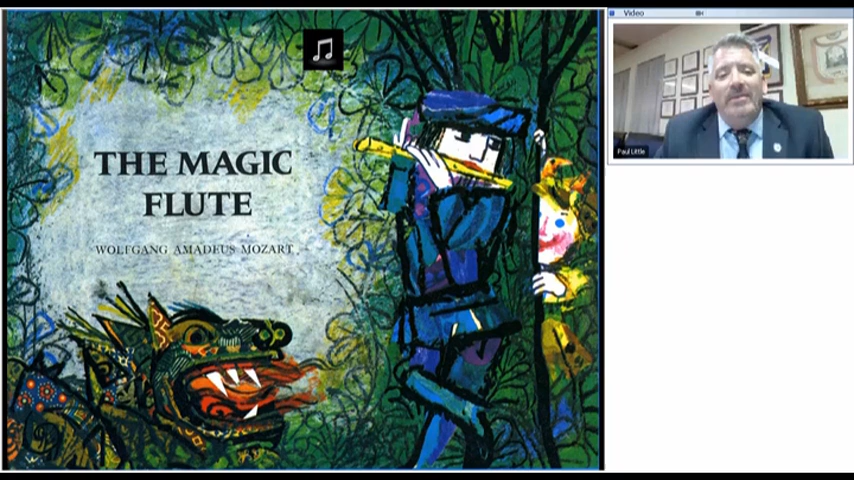 THE MAGIC
FLUTE
WOLFGANG AMADEUS MOZART
Video
Paul Little